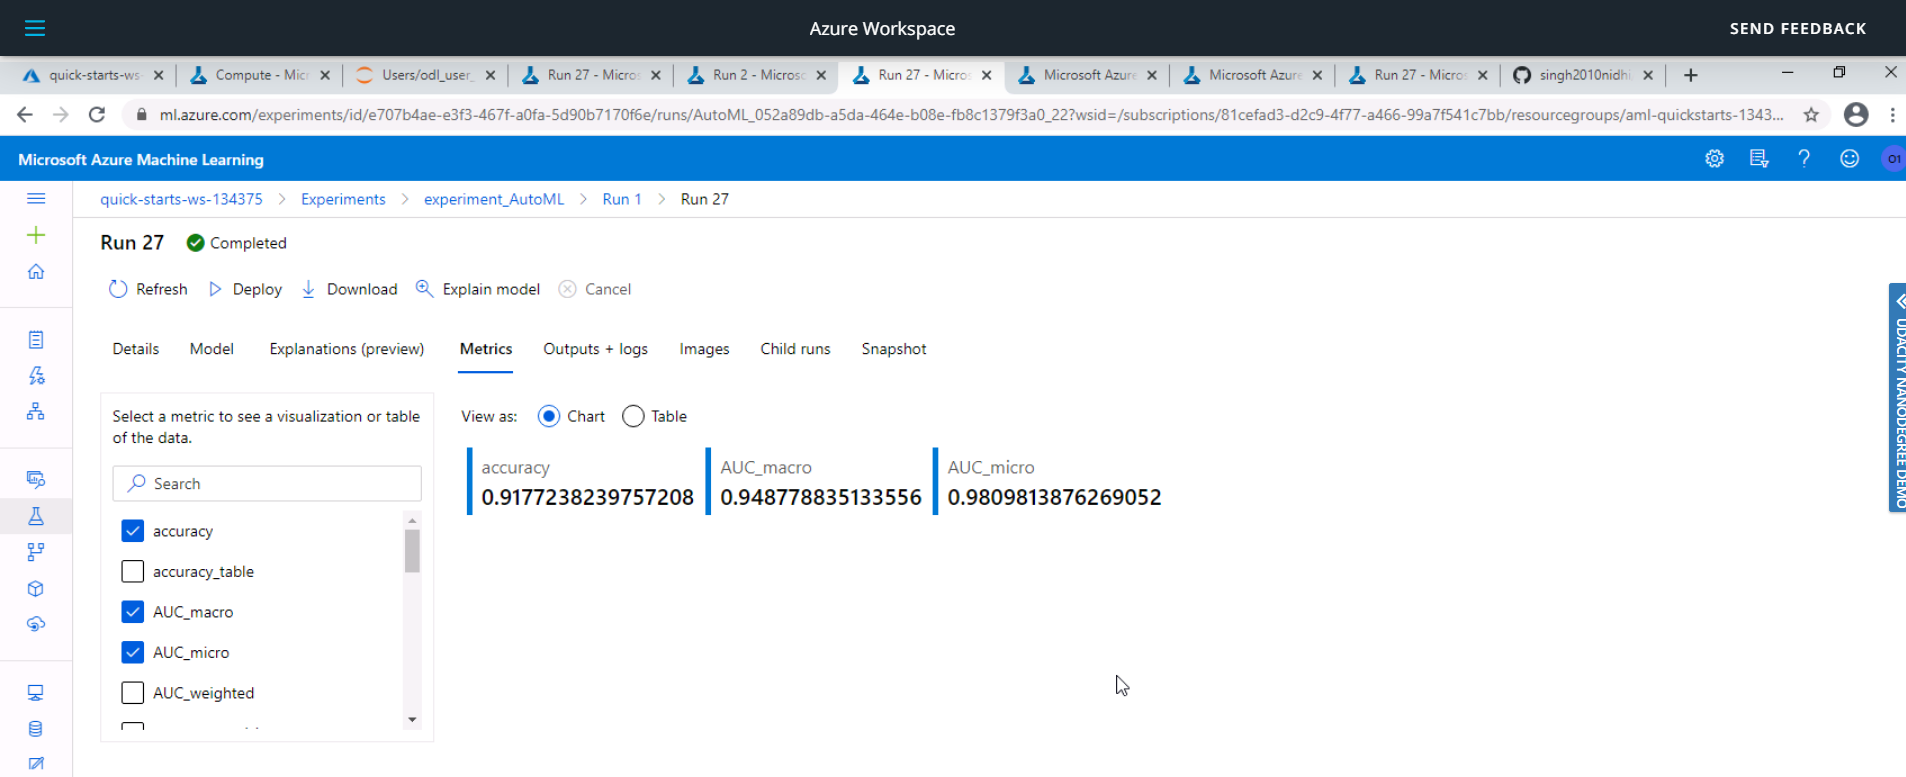 Azure Workspace
SEND FEEDBACK
quick-starts-ws-
Compute - Micr
Users/odl_user_
Run 27 - Micros
Run 2 - Microsc
Run 27 - Micros
Microsoft Azure
Microsoft Azure
Run 27 - Micros
singh2010nidhi
ml.azure.com/experiments/id/e707b4ae-e3f3-467f-a0fa-5d90b7170f6e/runs/AutoML_052a89db-a5da-464e-b08e-fb8c1379f3a0_22?wsid=/subscriptions/81cefad3-d2c9-4f77-a466-99a7f541c7bb/resourcegroups/aml-quickstarts-1343...
Microsoft Azure Machine Learning
O1
quick-starts-ws-134375 > Experiments > experiment_AutoML > Run 1 > Run 27
Run 27 Completed
Refresh Deploy Download Explain model Cancel
Details Model Explanations (preview) Metrics Outputs + logs Images Child runs Snapshot
Select a metric to see a visualization or table
of the data.
Search
accuracy
accuracy_table
AUC_macro
AUC_micro
AUC_weighted
View as: Chart Table
accuracy
0.9177238239757208
AUC_macro
0.948778835133556
AUC_micro
0.9809813876269052
UDACITY NANODEGREE DEMO